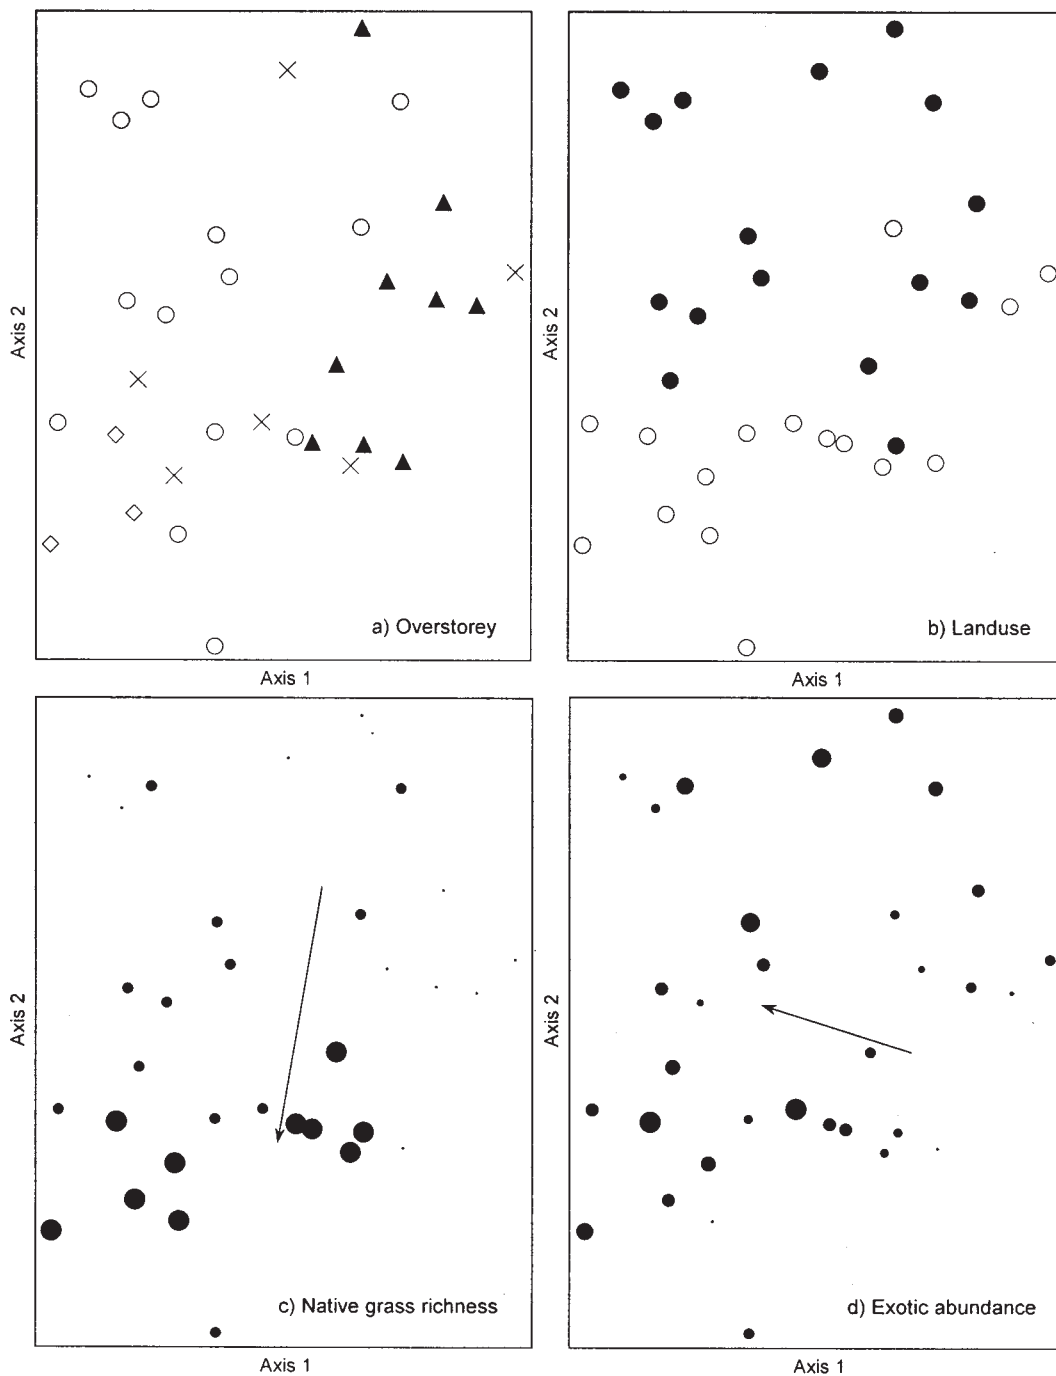 Axis 2
a) Overstorey
Axis 1
Axis 2
b) Landuse
Axis 1
Axis 2
c) Native grass richness
Axis 1
Axis 2
d) Exotic abundance
Axis 1